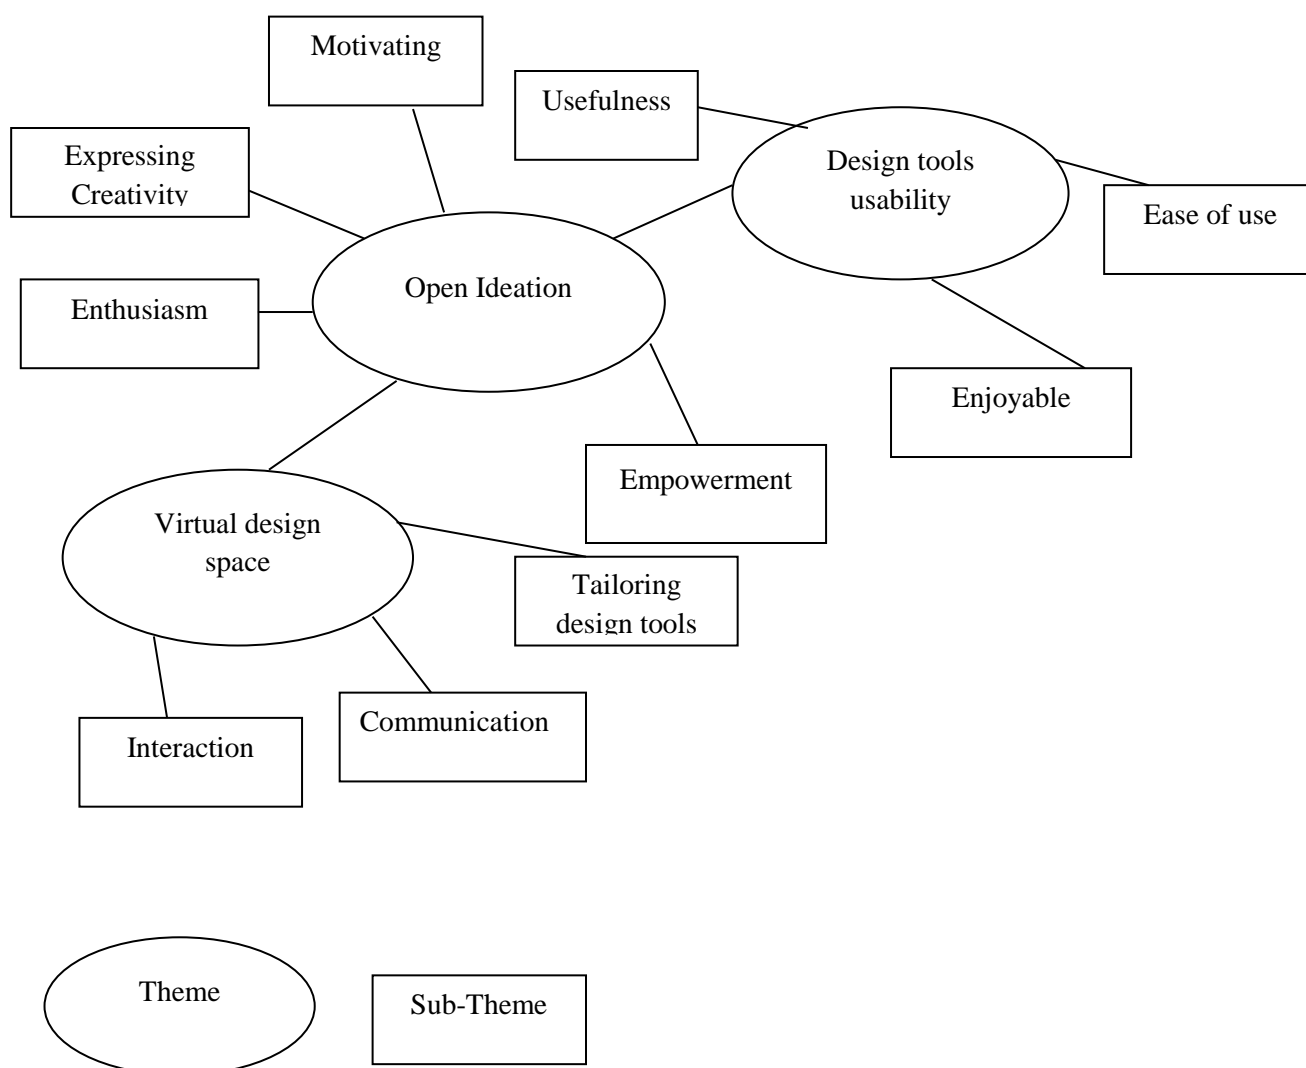 Motivating
Usefulness
Expressing
Creativity
Design tools
usability
Ease of use
Open Ideation
Enthusiasm
Enjoyable
Empowerment
Virtual design
space
Tailoring
design tools
Communication
Interaction
Theme
Sub-Theme